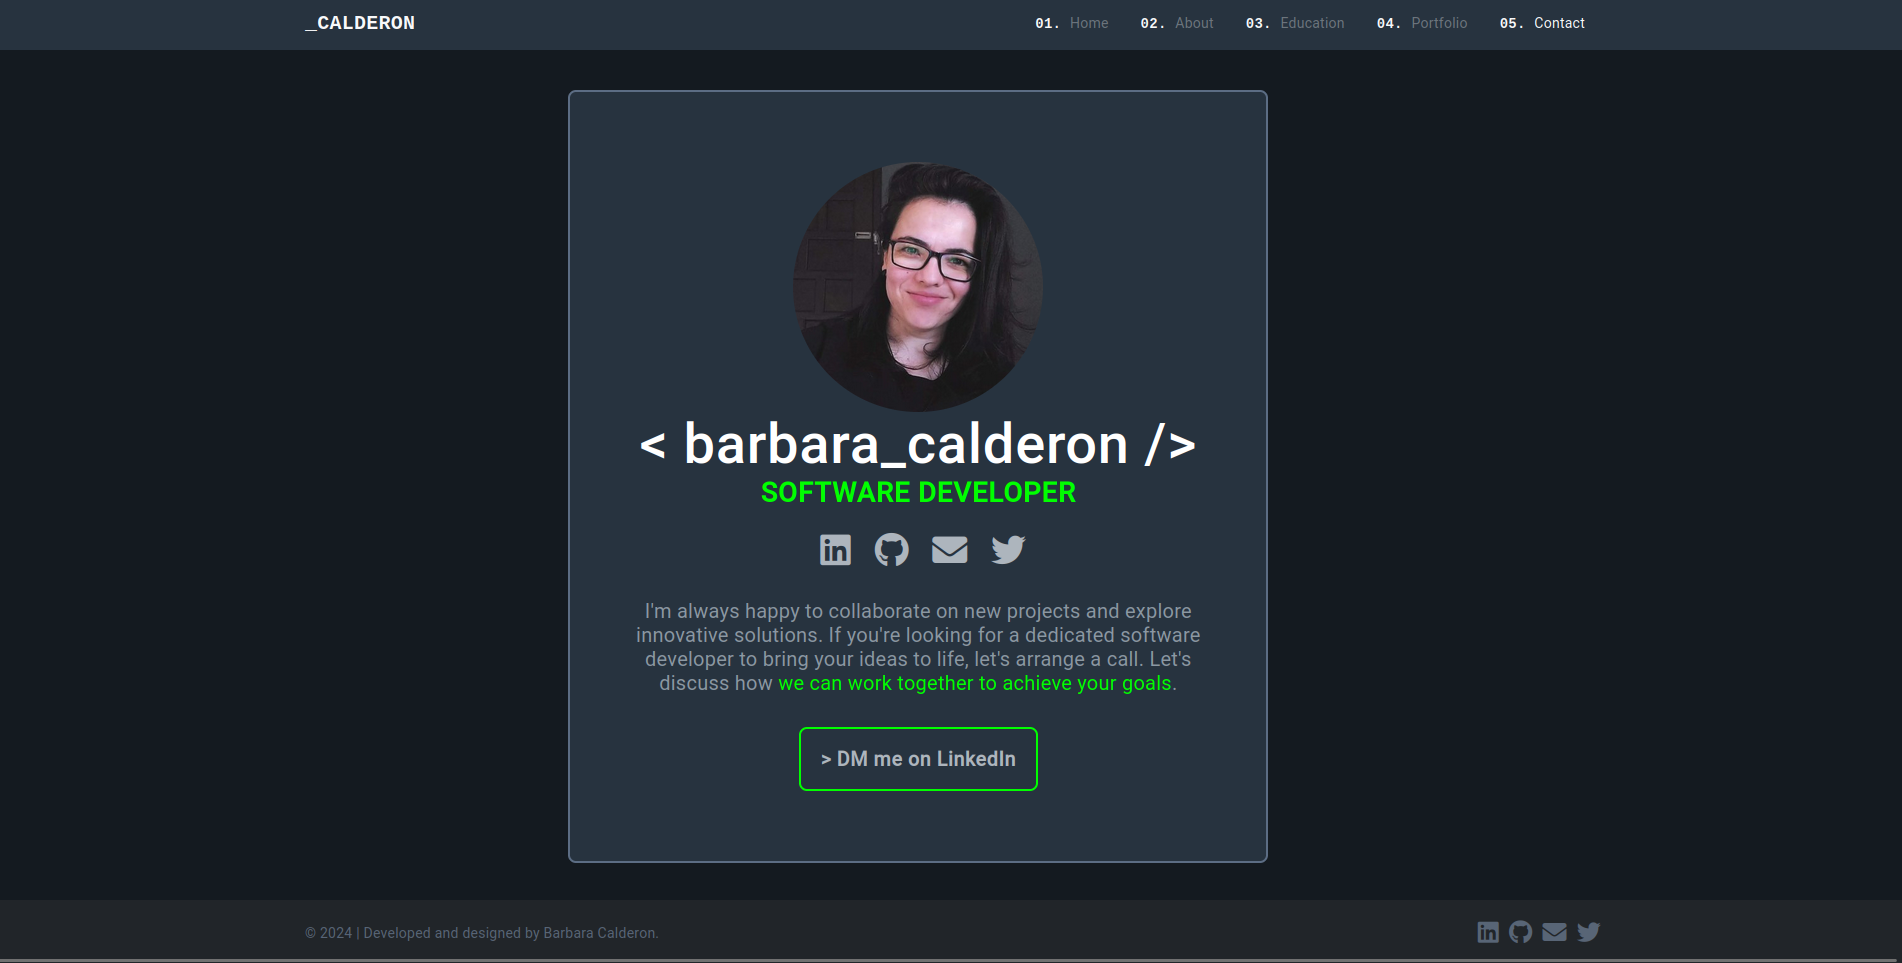 _CALDERON
01. Home 02. About 03. Education 04. Portfolio 05. Contact
< barbara_calderon />
SOFTWARE DEVELOPER
I'm always happy to collaborate on new projects and explore
innovative solutions. If you're looking for a dedicated software
developer to bring your ideas to life, let's arrange a call. Let's
discuss how we can work together to achieve your goals.
> DM me on LinkedIn
© 2024 | Developed and designed by Barbara Calderon.